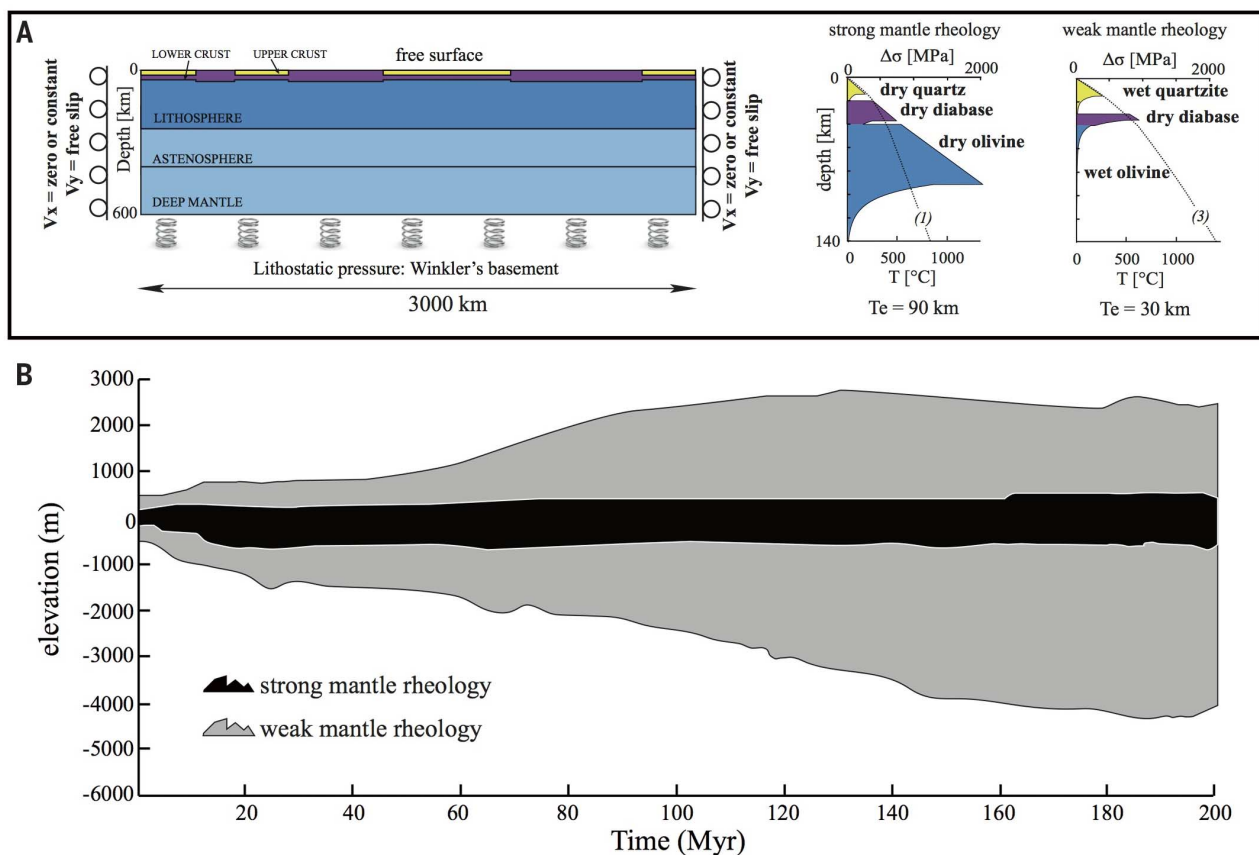 A
LOWER CRUST
UPPER CRUST
free surface
0
Depth [km]
600
Vx = zero or constant
Vy = free slip
LITHOSPHERE
ASTENOSPHERE
DEEP MANTLE
Vx = zero or constant
Vy = free slip
Lithostatic pressure: Winkler's basement
3000 km
strong mantle rheology
Δσ [MPa]
0 2000
0
depth [km]
140
dry quartz
dry diabase
dry olivine
(1)
0 500 1000
T [°C]
Te = 90 km
weak mantle rheology
Δσ [MPa]
0 2000
wet quartzite
dry diabase
wet olivine
(3)
0 500 1000
T [°C]
Te = 30 km
B
elevation (m)
3000
2000
1000
0
-1000
-2000
-3000
-4000
-5000
-6000
strong mantle rheology
weak mantle rheology
20 40 60 80 100 120 140 160 180 200
Time (Myr)